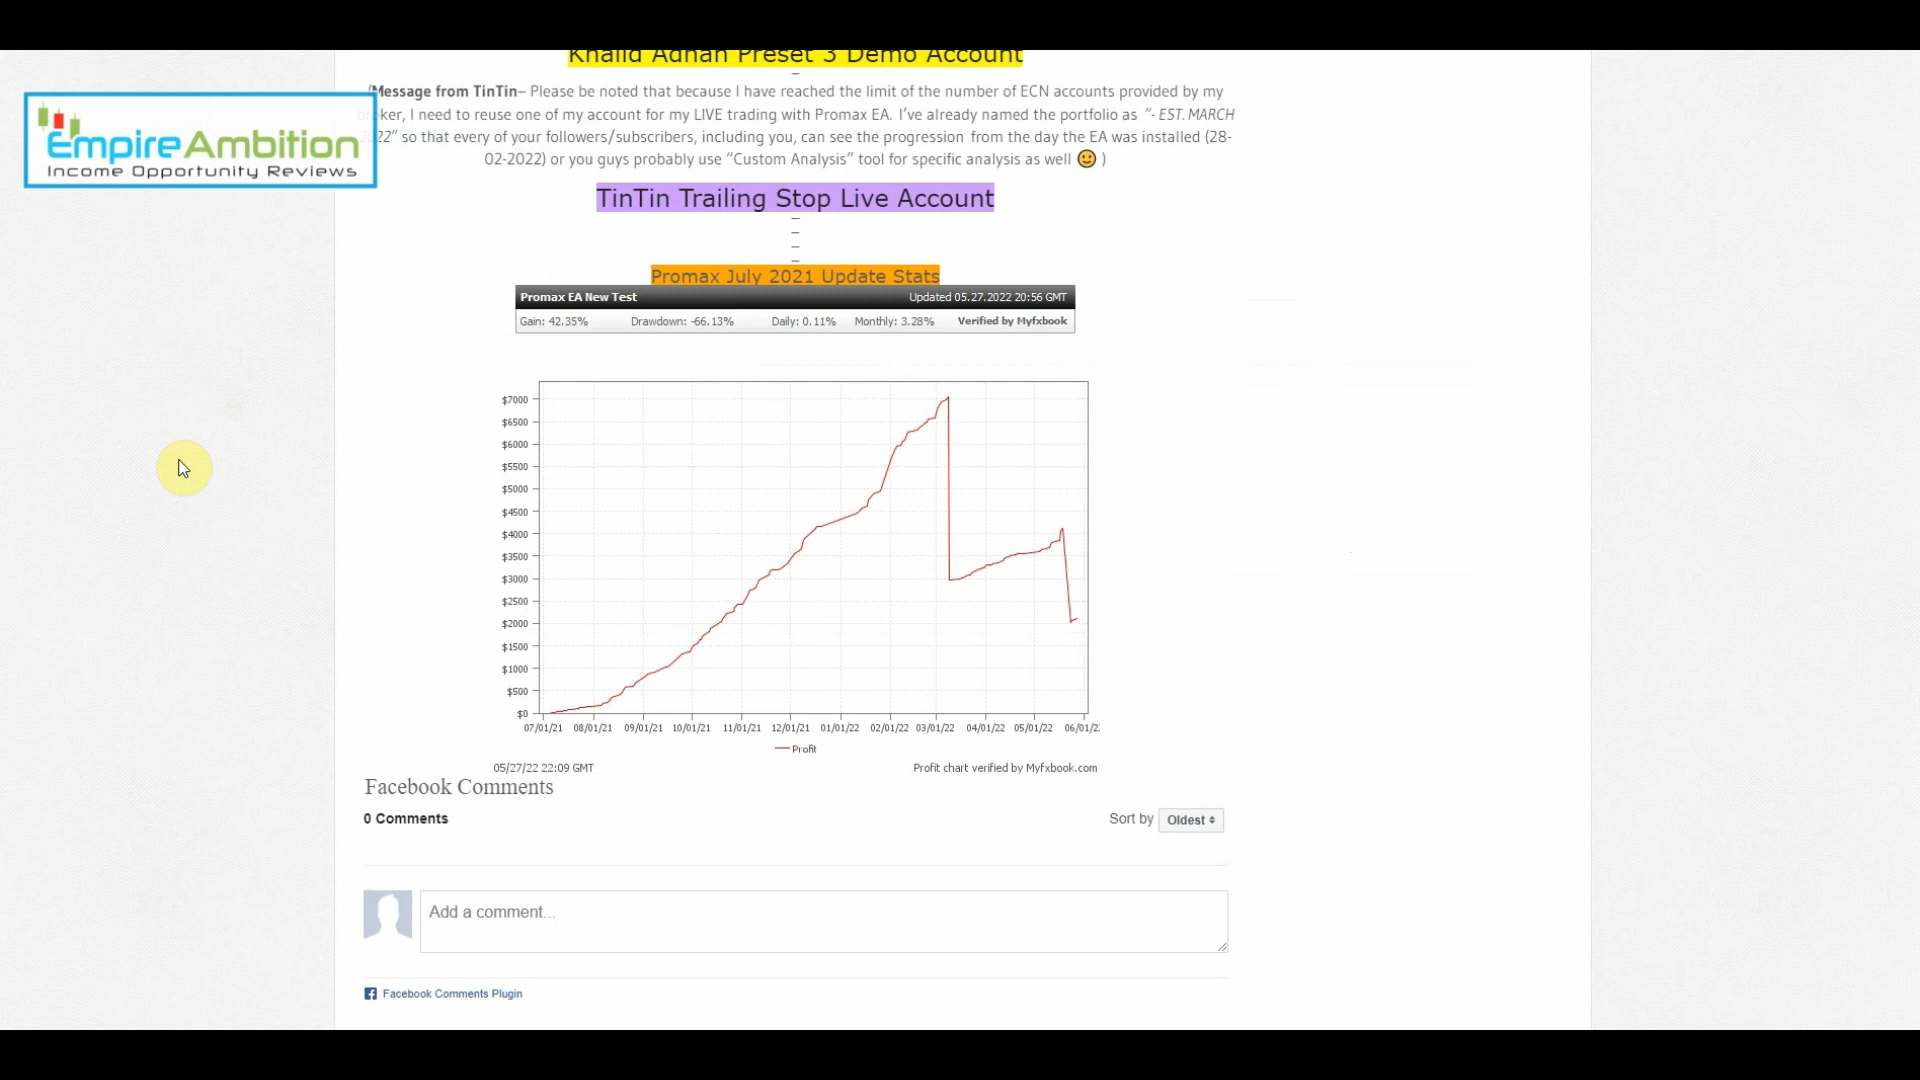 Khalid Adnan Preset 3 Demo Account
–
(Message from TinTin– Please be noted that because I have reached the limit of the number of ECN accounts provided by my
broker, I need to reuse one of my account for my LIVE trading with Promax EA. I've already named the portfolio as “- EST. MARCH
2022” so that every of your followers/subscribers, including you, can see the progression from the day the EA was installed (28-
02-2022) or you guys probably use “Custom Analysis” tool for specific analysis as well 🙂 )
EmpireAmbition
Income Opportunity Reviews
TinTin Trailing Stop Live Account
–
–
–
–
Promax July 2021 Update Stats
Promax EA New Test Updated 05.27.2022 20:56 GMT
Gain: 42.35% Drawdown: -66.13% Daily: 0.11% Monthly: 3.28% Verified by Myfxbook
$7000
$6500
$6000
$5500
$5000
$4500
$4000
$3500
$3000
$2500
$2000
$1500
$1000
$500
$0
07/01/21 08/01/21 09/01/21 10/01/21 11/01/21 12/01/21 01/01/22 02/01/22 03/01/22 04/01/22 05/01/22 06/01/2
Profit
05/27/22 22:09 GMT Profit chart verified by Myfxbook.com
Facebook Comments
0 Comments Sort by Oldest
Add a comment...
Facebook Comments Plugin